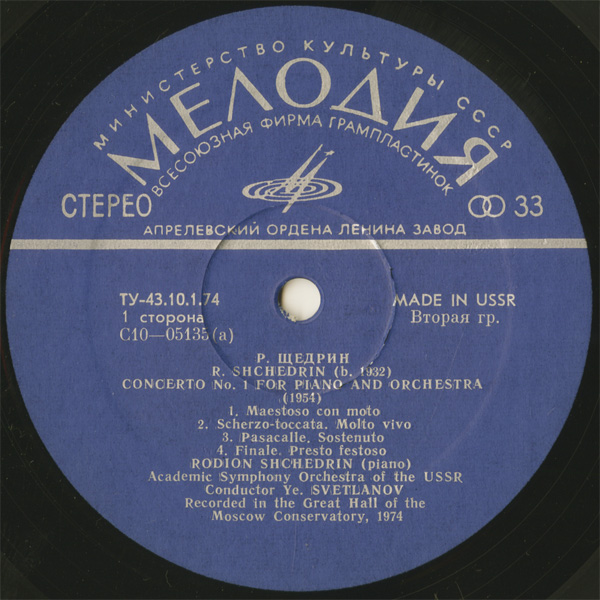 МИНИСТЕРСТВО КУЛЬТУРЫ СССР
МЕЛОДИЯ
ВСЕСОЮЗНАЯ ФИРМА ГРАМПЛАСТИНОК
СТЕРЕО
33
АПРЕЛЕВСКИЙ ОРДЕНА ЛЕНИНА ЗАВОД
ТУ-43.10.1.74
MADE IN USSR
1 сторона
Вторая гр.
С10—05135(а)
Р. ЩЕДРИН
R. SHCHEDRIN (b. 1932)
CONCERTO No. 1 FOR PIANO AND ORCHESTRA
(1954)
1. Maestoso con moto
2. Scherzo-toccata. Molto vivo
3. Pasacalle. Sostenuto
4. Finale. Presto festoso
RODION SHCHEDRIN (piano)
Academic Symphony Orchestra of the USSR
Conductor Ye. SVETLANOV
Recorded in the Great Hall of the
Moscow Conservatory, 1974